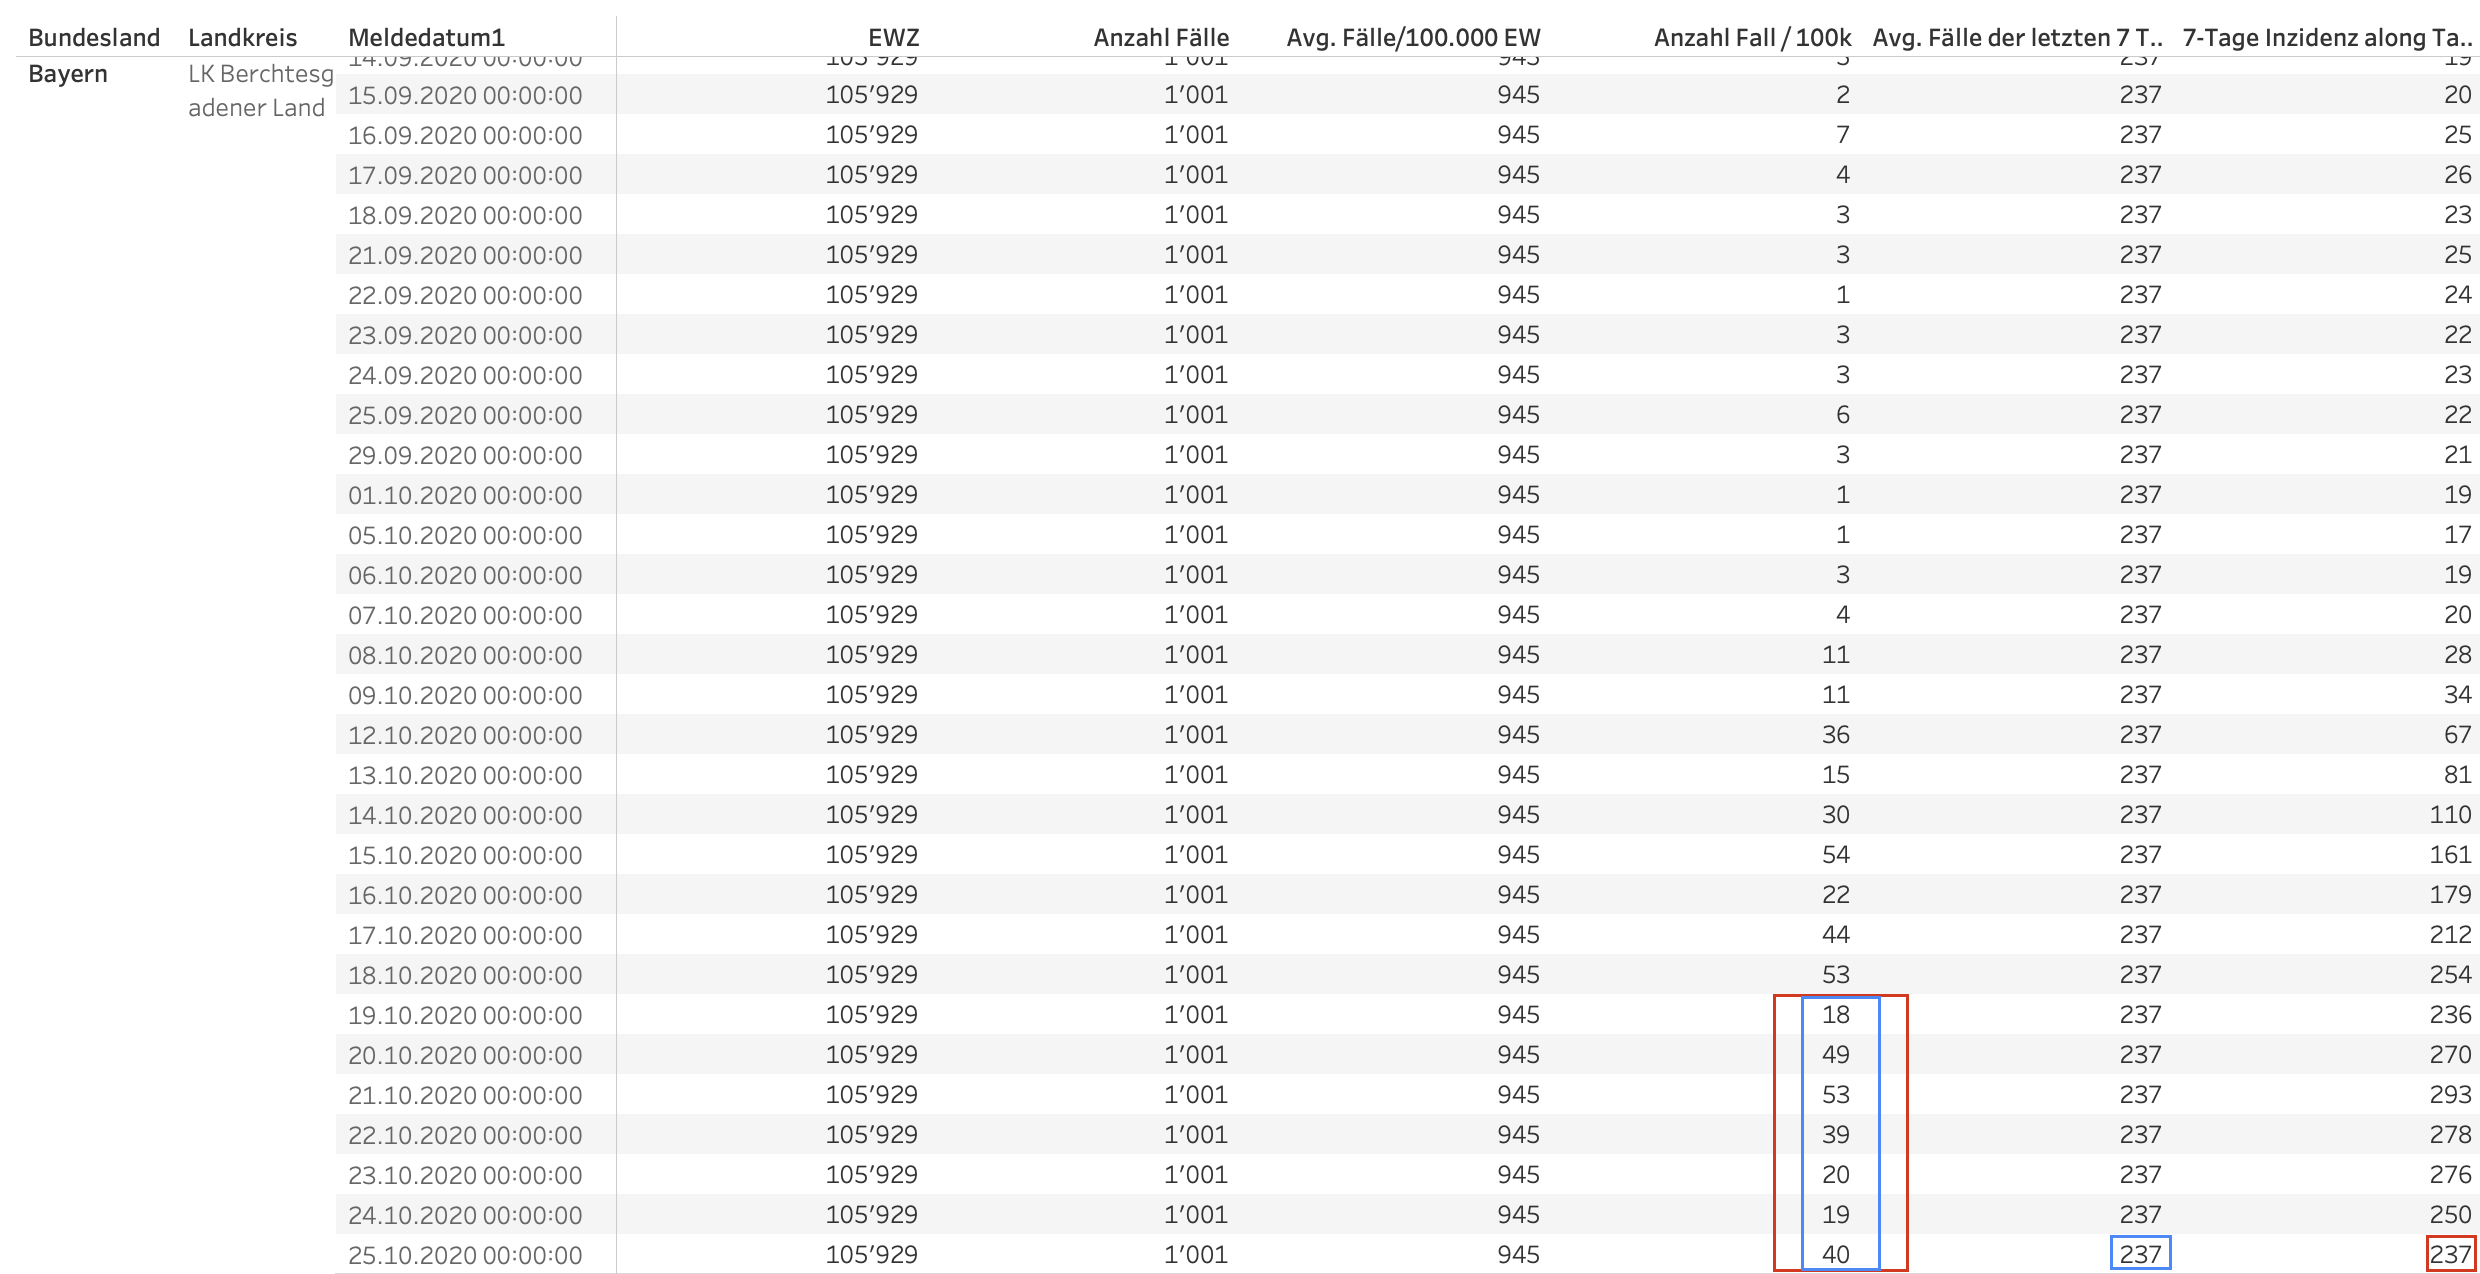 Bundesland Landkreis Meldedatum1 EWZ Anzahl Fälle Avg. Fälle/100.000 EW Anzahl Fall / 100k Avg. Fälle der letzten 7 T.. 7-Tage Inzidenz along Ta..
14.09.2020 00:00:00 105’929 1’001 945 3 237 19
Bayern LK Berchtesg
adener Land
15.09.2020 00:00:00 105’929 1’001 945 2 237 20
16.09.2020 00:00:00 105’929 1’001 945 7 237 25
17.09.2020 00:00:00 105’929 1’001 945 4 237 26
18.09.2020 00:00:00 105’929 1’001 945 3 237 23
21.09.2020 00:00:00 105’929 1’001 945 3 237 25
22.09.2020 00:00:00 105’929 1’001 945 1 237 24
23.09.2020 00:00:00 105’929 1’001 945 3 237 22
24.09.2020 00:00:00 105’929 1’001 945 3 237 23
25.09.2020 00:00:00 105’929 1’001 945 6 237 22
29.09.2020 00:00:00 105’929 1’001 945 3 237 21
01.10.2020 00:00:00 105’929 1’001 945 1 237 19
05.10.2020 00:00:00 105’929 1’001 945 1 237 17
06.10.2020 00:00:00 105’929 1’001 945 3 237 19
07.10.2020 00:00:00 105’929 1’001 945 4 237 20
08.10.2020 00:00:00 105’929 1’001 945 11 237 28
09.10.2020 00:00:00 105’929 1’001 945 11 237 34
12.10.2020 00:00:00 105’929 1’001 945 36 237 67
13.10.2020 00:00:00 105’929 1’001 945 15 237 81
14.10.2020 00:00:00 105’929 1’001 945 30 237 110
15.10.2020 00:00:00 105’929 1’001 945 54 237 161
16.10.2020 00:00:00 105’929 1’001 945 22 237 179
17.10.2020 00:00:00 105’929 1’001 945 44 237 212
18.10.2020 00:00:00 105’929 1’001 945 53 237 254
19.10.2020 00:00:00 105’929 1’001 945 18 237 236
20.10.2020 00:00:00 105’929 1’001 945 49 237 270
21.10.2020 00:00:00 105’929 1’001 945 53 237 293
22.10.2020 00:00:00 105’929 1’001 945 39 237 278
23.10.2020 00:00:00 105’929 1’001 945 20 237 276
24.10.2020 00:00:00 105’929 1’001 945 19 237 250
25.10.2020 00:00:00 105’929 1’001 945 40 237 237